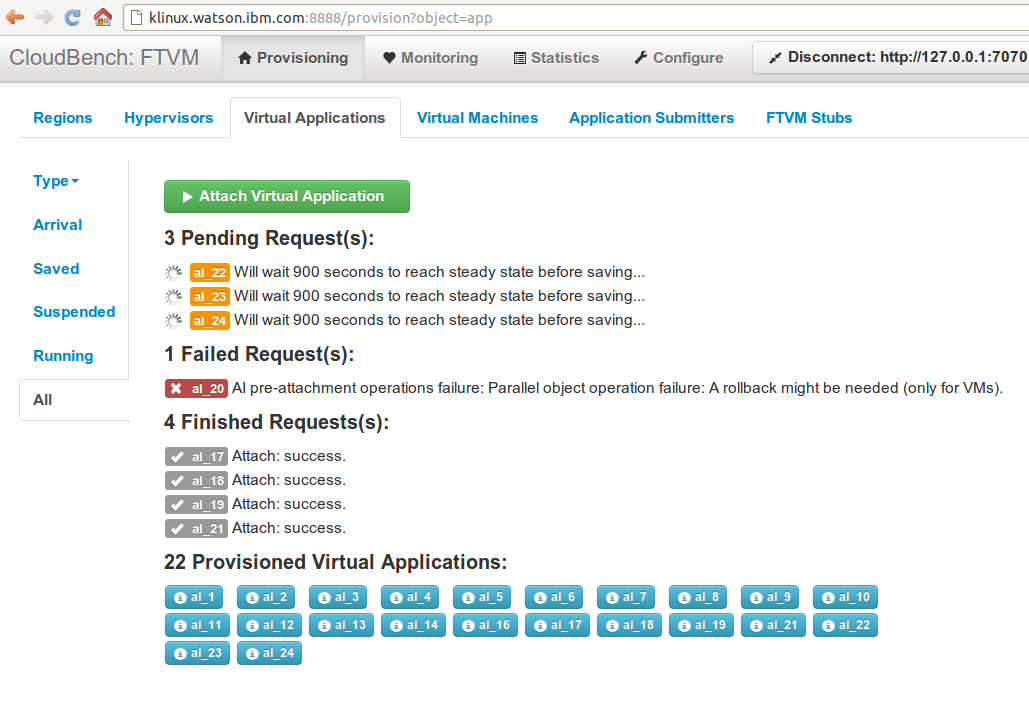 klinux.watson.ibm.com:8888/provision?object=app
CloudBench: FTVM Provisioning Monitoring Statistics Configure Disconnect: http://127.0.0.1:7070
Regions Hypervisors Virtual Applications Virtual Machines Application Submitters FTVM Stubs
Type
Arrival
Saved
Suspended
Running
All
Attach Virtual Application
3 Pending Request(s):
ai_22 Will wait 900 seconds to reach steady state before saving...
ai_23 Will wait 900 seconds to reach steady state before saving...
ai_24 Will wait 900 seconds to reach steady state before saving...
1 Failed Request(s):
ai_20 AI pre-attachment operations failure: Parallel object operation failure: A rollback might be needed (only for VMs).
4 Finished Requests(s):
ai_17 Attach: success.
ai_18 Attach: success.
ai_19 Attach: success.
ai_21 Attach: success.
22 Provisioned Virtual Applications:
ai_1 ai_2 ai_3 ai_4 ai_5 ai_6 ai_7 ai_8 ai_9 ai_10
ai_11 ai_12 ai_13 ai_14 ai_16 ai_17 ai_18 ai_19 ai_21 ai_22
ai_23 ai_24